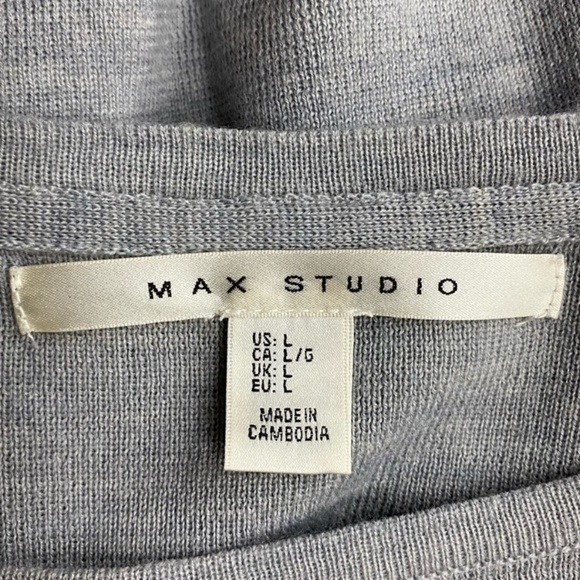 MAX STUDIO
US: L
CA: L/G
UK: L
EU: L
MADE IN
CAMBODIA